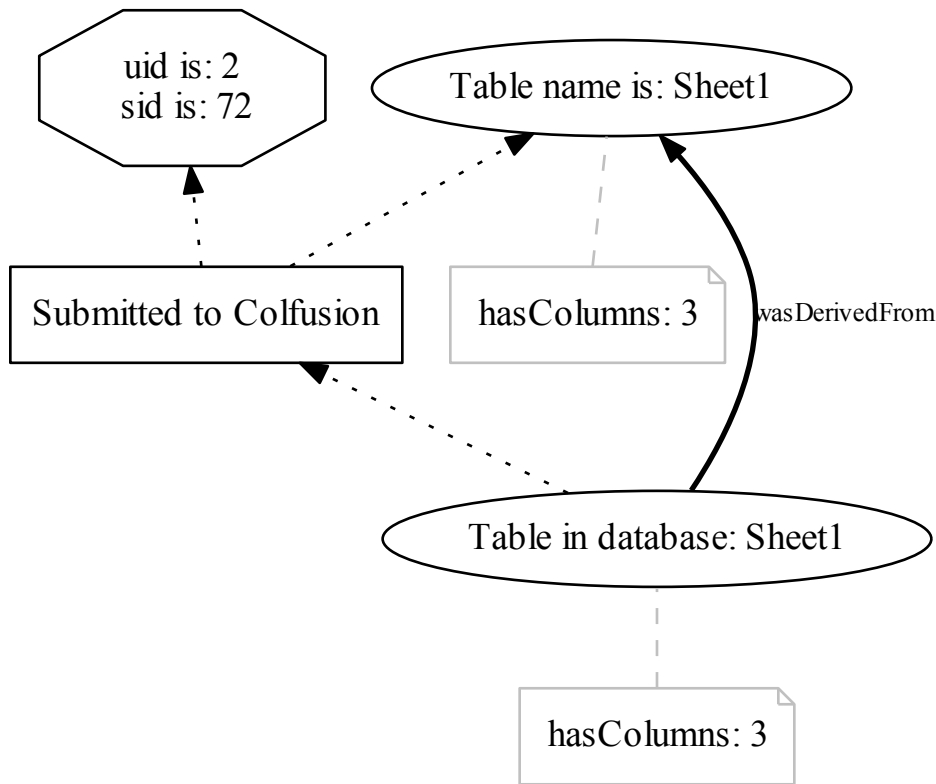 uid is: 2
sid is: 72
Table name is: Sheet1
Submitted to Colfusion
hasColumns: 3
wasDerivedFrom
Table in database: Sheet1
hasColumns: 3